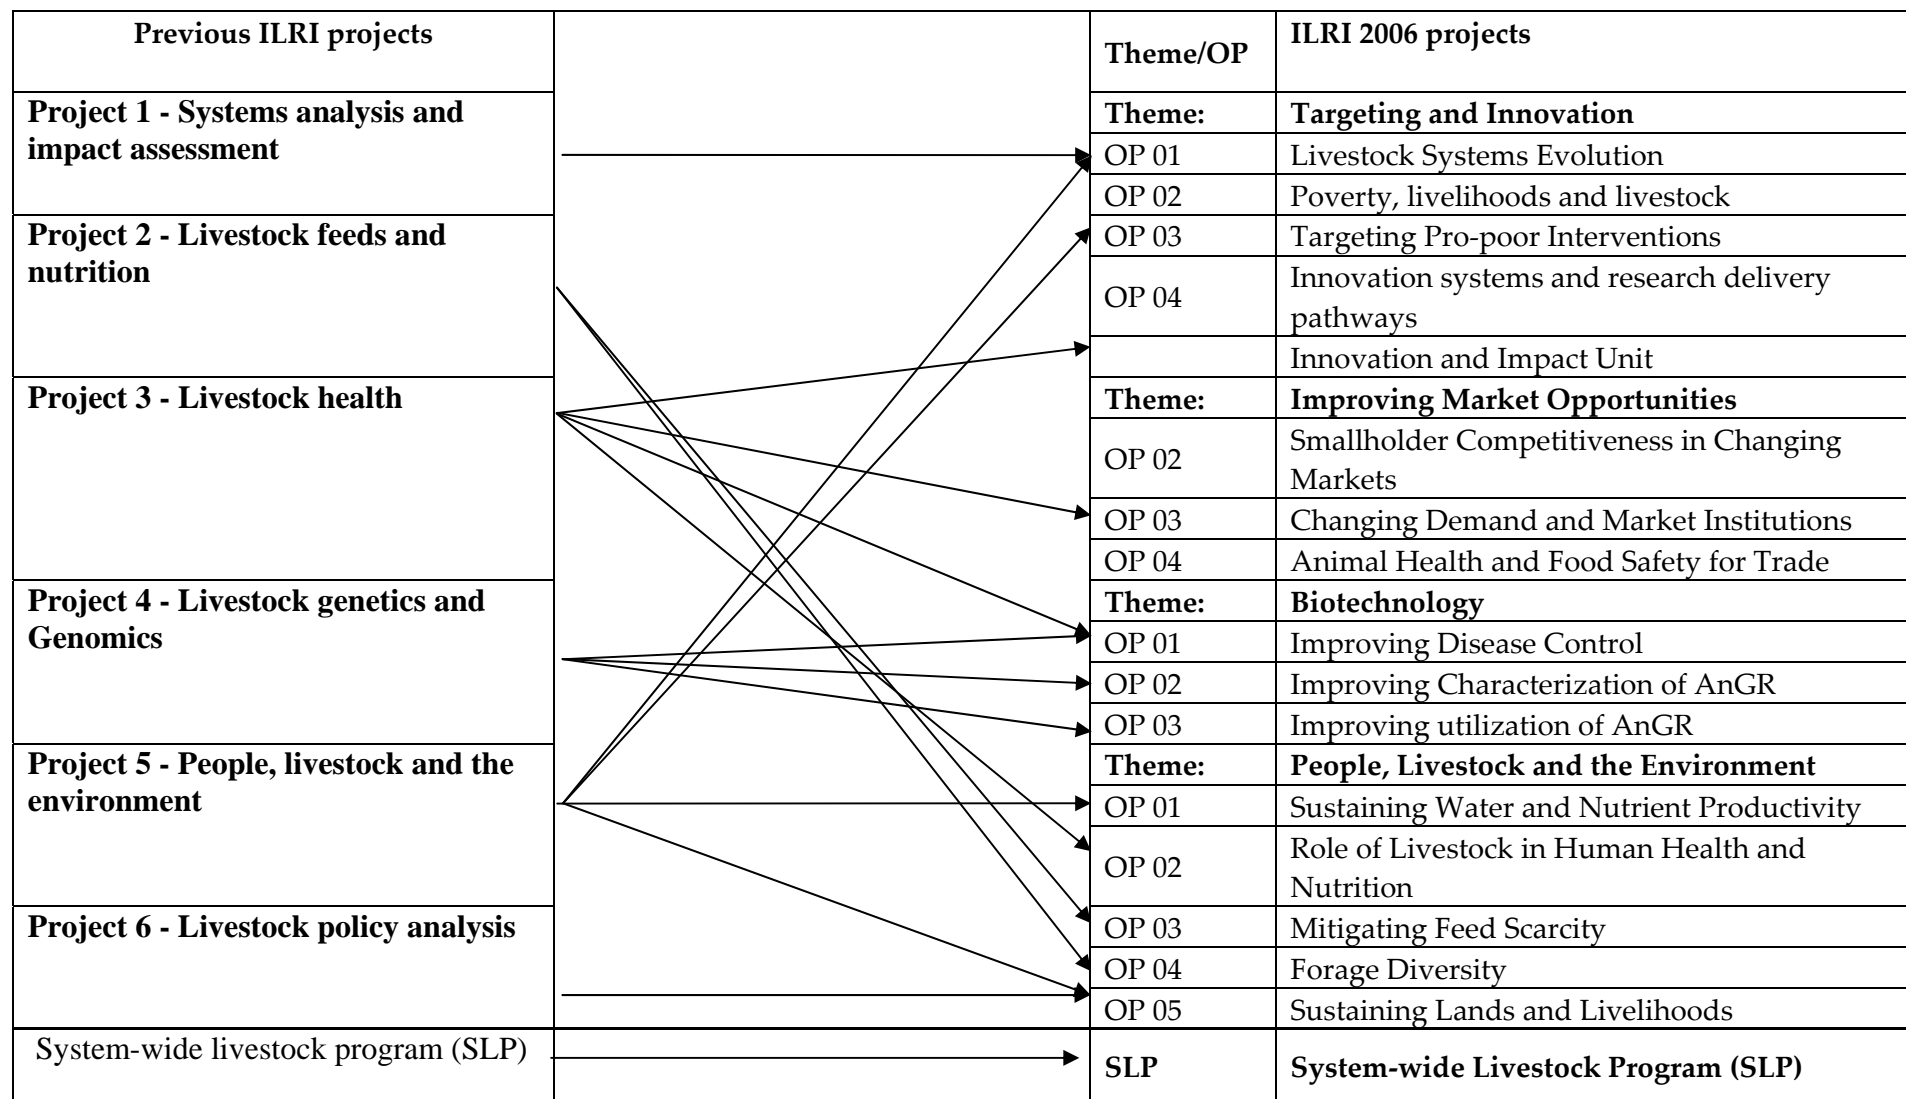 Previous ILRI projects
Theme/OP
ILRI 2006 projects
Project 1 - Systems analysis and
impact assessment
Project 2 - Livestock feeds and
nutrition
Project 3 - Livestock health
Project 4 - Livestock genetics and
Genomics
Project 5 - People, livestock and the
environment
Project 6 - Livestock policy analysis
System-wide livestock program (SLP)
Theme: Targeting and Innovation
OP 01 Livestock Systems Evolution
OP 02 Poverty, livelihoods and livestock
OP 03 Targeting Pro-poor Interventions
OP 04 Innovation systems and research delivery
pathways
Innovation and Impact Unit
Theme: Improving Market Opportunities
OP 02 Smallholder Competitiveness in Changing
Markets
OP 03 Changing Demand and Market Institutions
OP 04 Animal Health and Food Safety for Trade
Theme: Biotechnology
OP 01 Improving Disease Control
OP 02 Improving Characterization of AnGR
OP 03 Improving utilization of AnGR
Theme: People, Livestock and the Environment
OP 01 Sustaining Water and Nutrient Productivity
OP 02 Role of Livestock in Human Health and
Nutrition
OP 03 Mitigating Feed Scarcity
OP 04 Forage Diversity
OP 05 Sustaining Lands and Livelihoods
SLP System-wide Livestock Program (SLP)